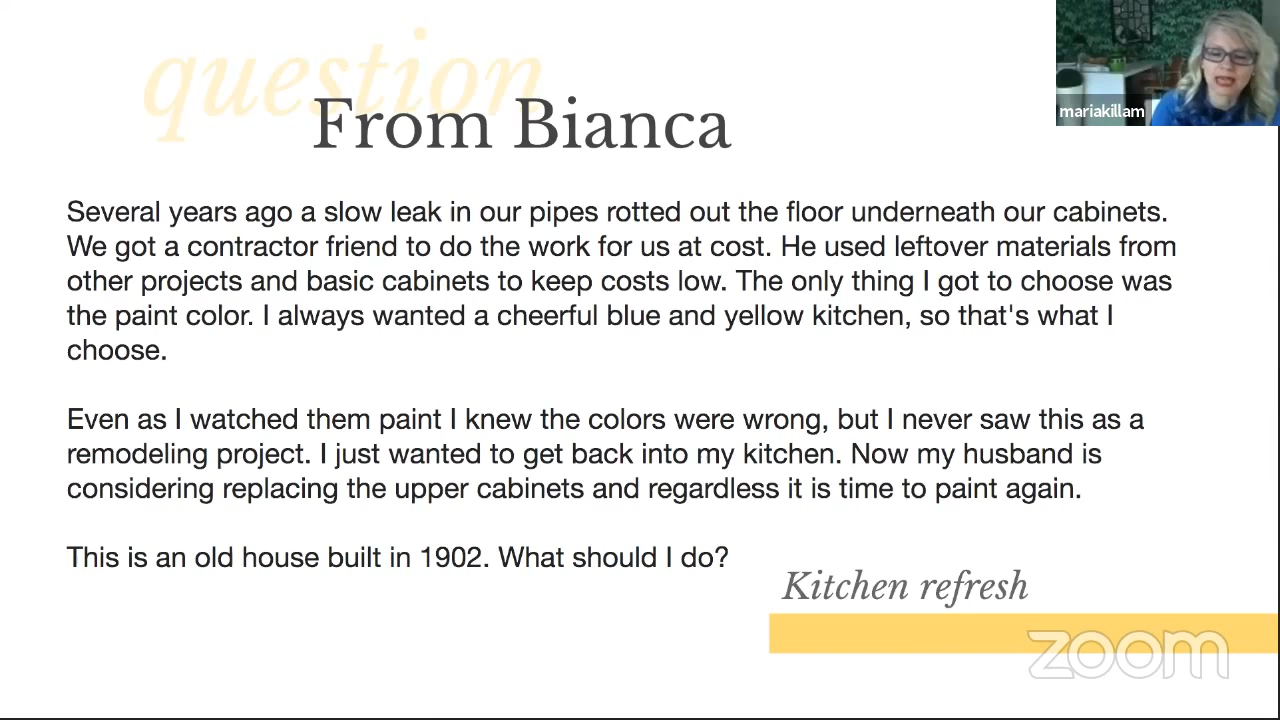 question
From Bianca
mariakillam
Several years ago a slow leak in our pipes rotted out the floor underneath our cabinets.
We got a contractor friend to do the work for us at cost. He used leftover materials from
other projects and basic cabinets to keep costs low. The only thing I got to choose was
the paint color. I always wanted a cheerful blue and yellow kitchen, so that's what I
choose.
Even as I watched them paint I knew the colors were wrong, but I never saw this as a
remodeling project. I just wanted to get back into my kitchen. Now my husband is
considering replacing the upper cabinets and regardless it is time to paint again.
This is an old house built in 1902. What should I do?
Kitchen refresh
zoom